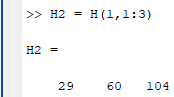 >> H2 = H(1,1:3)
H2 =
29 60 104